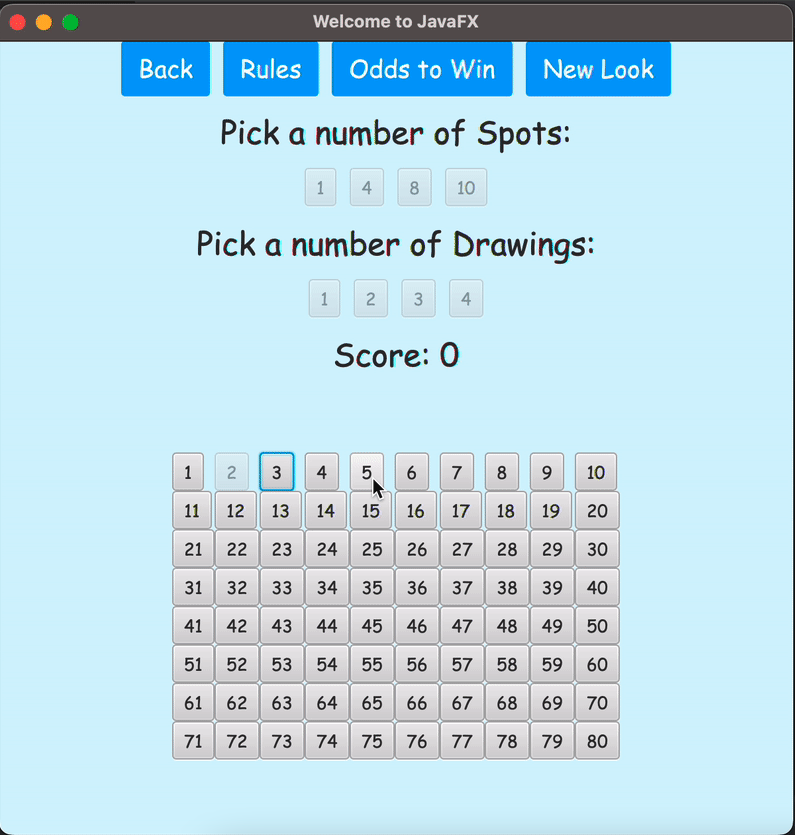 Welcome to JavaFX
Back Rules Odds to Win New Look
Pick a number of Spots:
1 4 8 10
Pick a number of Drawings:
1 2 3 4
Score: 0
1 2 3 4 5 6 7 8 9 10
11 12 13 14 15 16 17 18 19 20
21 22 23 24 25 26 27 28 29 30
31 32 33 34 35 36 37 38 39 40
41 42 43 44 45 46 47 48 49 50
51 52 53 54 55 56 57 58 59 60
61 62 63 64 65 66 67 68 69 70
71 72 73 74 75 76 77 78 79 80